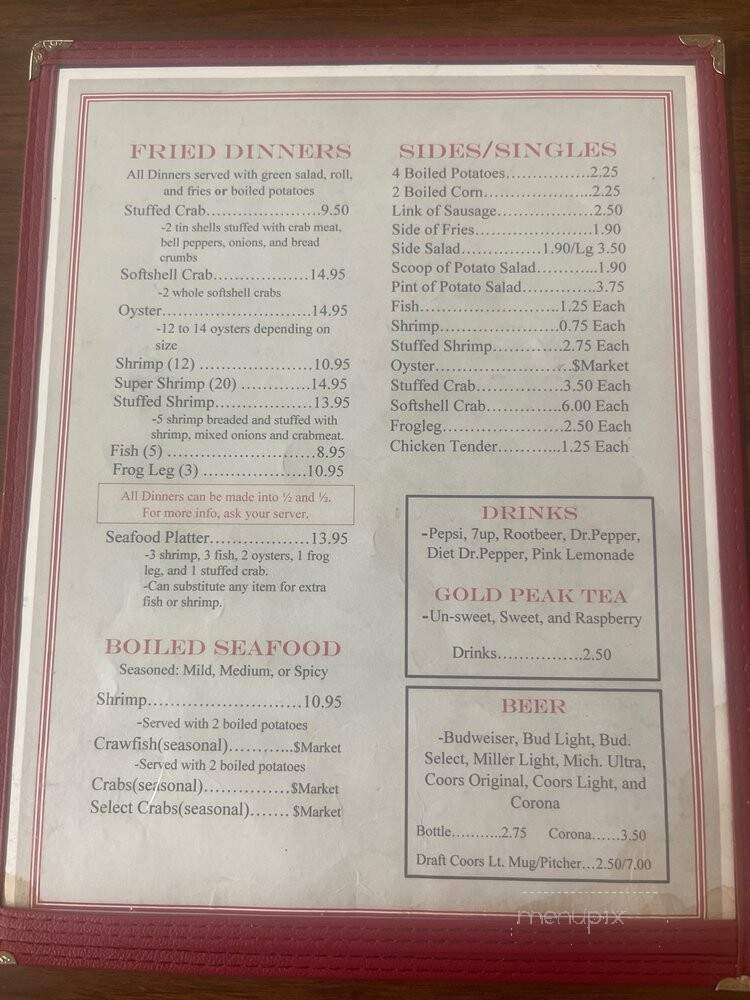 FRIED DINNERS
All Dinners served with green salad, roll,
and fries or boiled potatoes
Stuffed Crab.....................9.50
-2 tin shells stuffed with crab meat,
bell peppers, onions, and bread
crumbs
Softshell Crab.................14.95
-2 whole softshell crabs
Oyster............................14.95
-12 to 14 oysters depending on
size
Shrimp (12) .....................10.95
Super Shrimp (20) .............14.95
Stuffed Shrimp..................13.95
-5 shrimp breaded and stuffed with
shrimp, mixed onions and crabmeat.
Fish (5) ...........................8.95
Frog Leg (3) ...................10.95
All Dinners can be made into ½ and ½.
For more info, ask your server.
Seafood Platter..................13.95
-3 shrimp, 3 fish, 2 oysters, 1 frog
leg, and 1 stuffed crab.
-Can substitute any item for extra
fish or shrimp.
BOILED SEAFOOD
Seasoned: Mild, Medium, or Spicy
Shrimp.............................10.95
-Served with 2 boiled potatoes
Crawfish(seasonal)............$Market
-Served with 2 boiled potatoes
Crabs(seasonal)...............$Market
Select Crabs(seasonal)....... $Market
SIDES/SINGLES
4 Boiled Potatoes...............2.25
2 Boiled Corn....................2.25
Link of Sausage.................2.50
Side of Fries.....................1.90
Side Salad...............1.90/Lg 3.50
Scoop of Potato Salad...........1.90
Pint of Potato Salad.............3.75
Fish.........................1.25 Each
Shrimp.....................0.75 Each
Stuffed Shrimp.............2.75 Each
Oyster.........................$Market
Stuffed Crab...............3.50 Each
Softshell Crab.............6.00 Each
Frogleg.....................2.50 Each
Chicken Tender............1.25 Each
DRINKS
-Pepsi, 7up, Rootbeer, Dr.Pepper,
Diet Dr.Pepper, Pink Lemonade
GOLD PEAK TEA
-Un-sweet, Sweet, and Raspberry
Drinks................2.50
BEER
-Budweiser, Bud Light, Bud.
Select, Miller Light, Mich. Ultra,
Coors Original, Coors Light, and
Corona
Bottle..........2.75 Corona......3.50
Draft Coors Lt. Mug/Pitcher...2.50/7.00
menupix